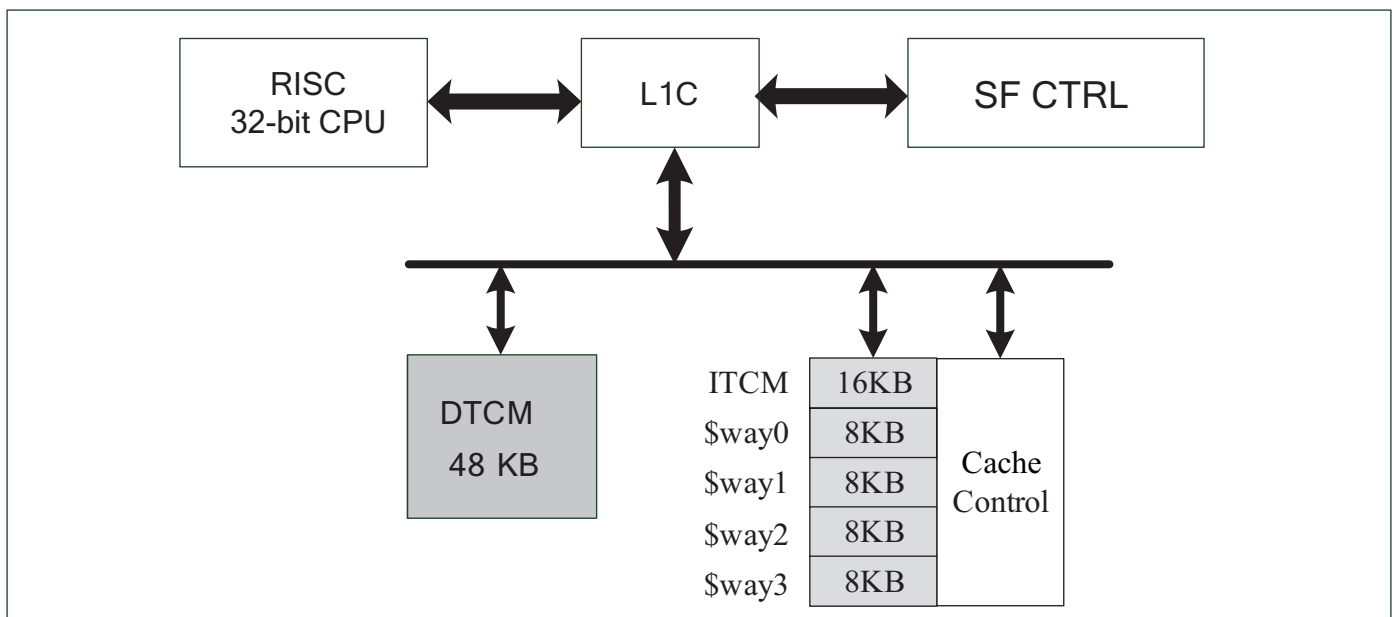 RISC
32-bit CPU
L1C
SF CTRL
DTCM
48 KB
ITCM
16KB
$way0
8KB
$way1
8KB
$way2
8KB
$way3
8KB
Cache
Control